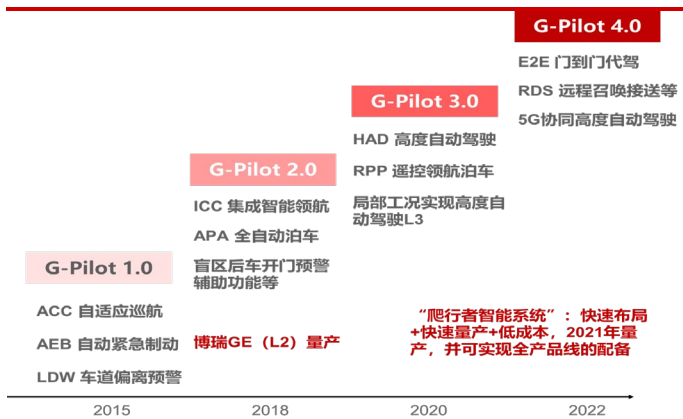 G-Pilot 4.0
E2E 门到门代驾
RDS 远程召唤接送等
5G协同高度自动驾驶
G-Pilot 3.0
HAD 高度自动驾驶
RPP 遥控领航泊车
局部工况实现高度自
动驾驶L3
G-Pilot 2.0
ICC 集成智能领航
APA 全自动泊车
盲区后车开门预警
辅助功能等
G-Pilot 1.0
ACC 自适应巡航
AEB 自动紧急制动
LDW 车道偏离预警
博瑞GE（L2）量产
“爬行者智能系统”：快速布局
+快速量产+低成本，2021年量
产，并可实现全产品线的配备
2015
2018
2020
2022